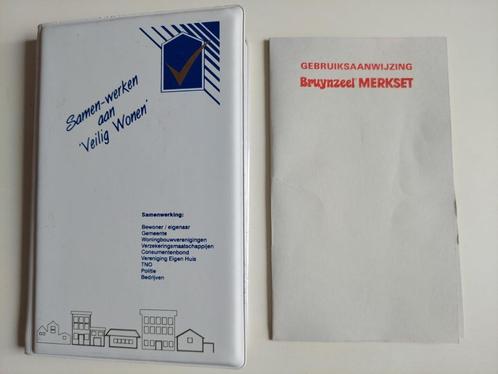 Samen-werken
aan
'Veilig Wonen'
Samenwerking:
Bewoner / eigenaar
Gemeente
Woningbouwverenigingen
Verzekeringsmaatschappijen
Consumentenbond
Vereniging Eigen Huis
TNO
Politie
Bedrijven
GEBRUIKSAANWIJZING
Bruynzeel MERKSET